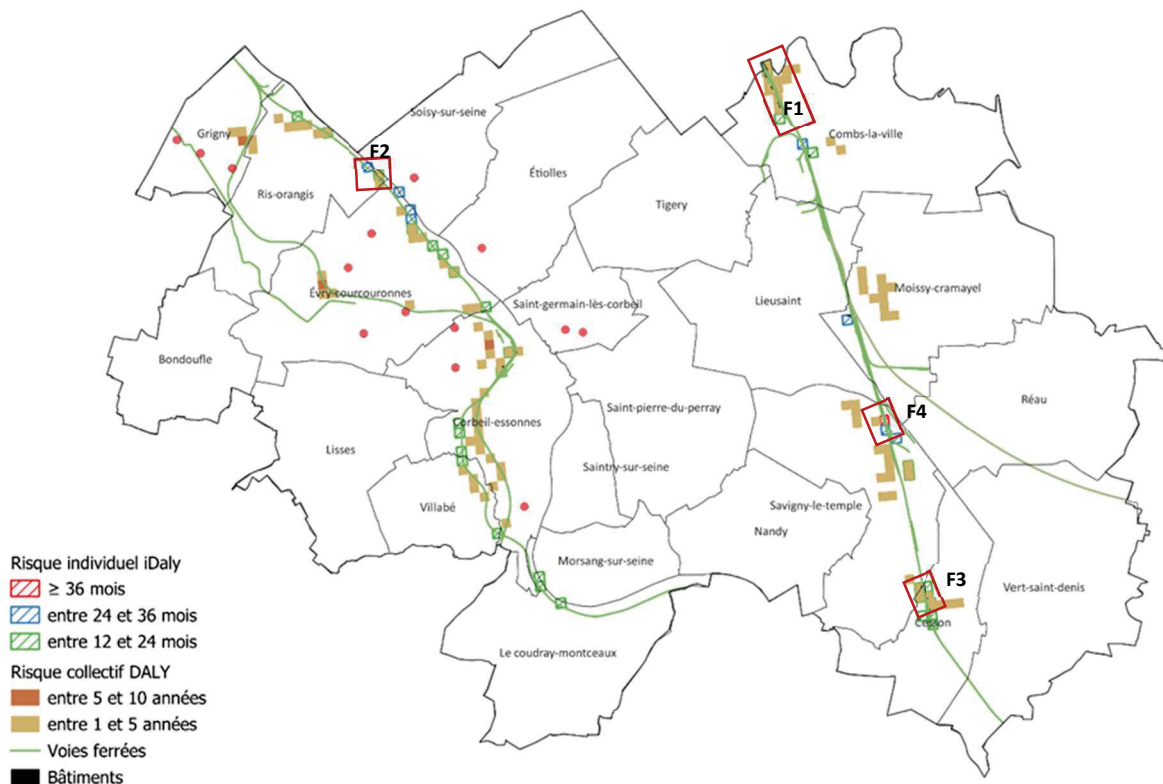 F1
Soisy-sur-seine
Grigny
Combs-la-ville
F2
Étiolles
Ris-orangis
Tigery
Moissy-cramayel
Évry-courcouronnes
Saint-germain-lès-corbeil
Lieusaint
Bondoufle
Réau
Saint-pierre-du-perray
F4
Corbeil-essonnes
Lisses
Saintry-sur-seine
Villabé
Savigny-le-temple
Nandy
Morsang-sur-seine
F3
Vert-saint-denis
Cesson
Le coudray-montceaux
Risque individuel iDaly
≥ 36 mois
entre 24 et 36 mois
entre 12 et 24 mois
Risque collectif DALY
entre 5 et 10 années
entre 1 et 5 années
Voies ferrées
Bâtiments